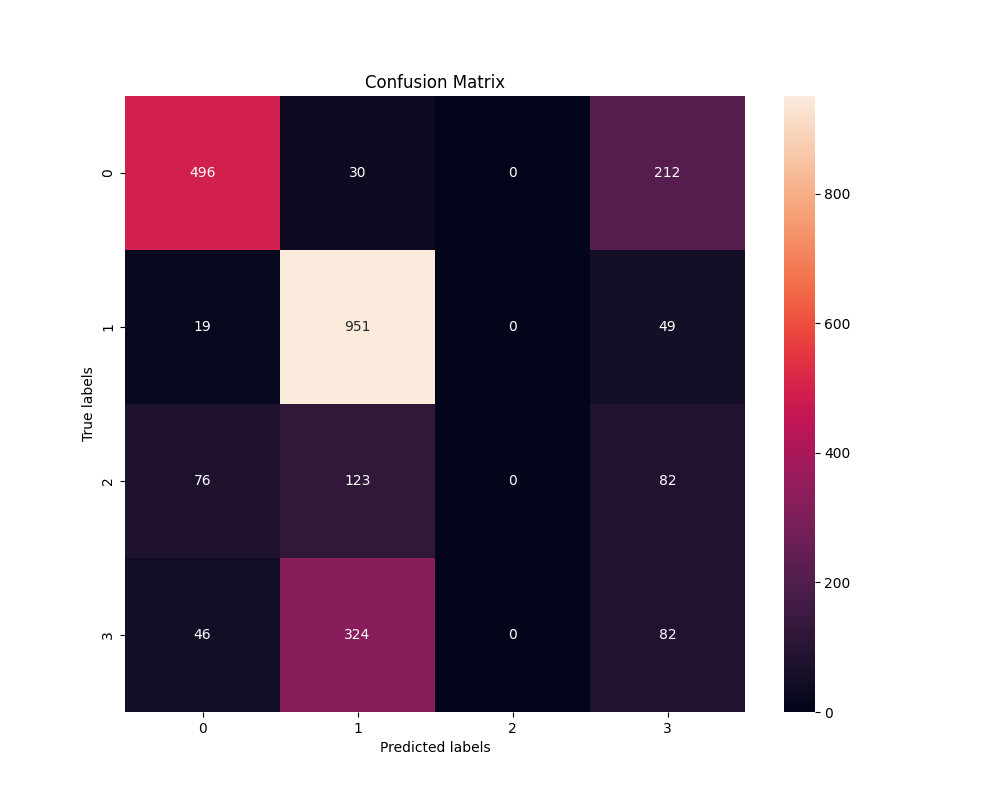 Confusion Matrix
0 496 30 0 212
1 19 951 0 49
2 76 123 0 82
3 46 324 0 82
0 1 2 3
Predicted labels
True labels
800
600
400
200
0